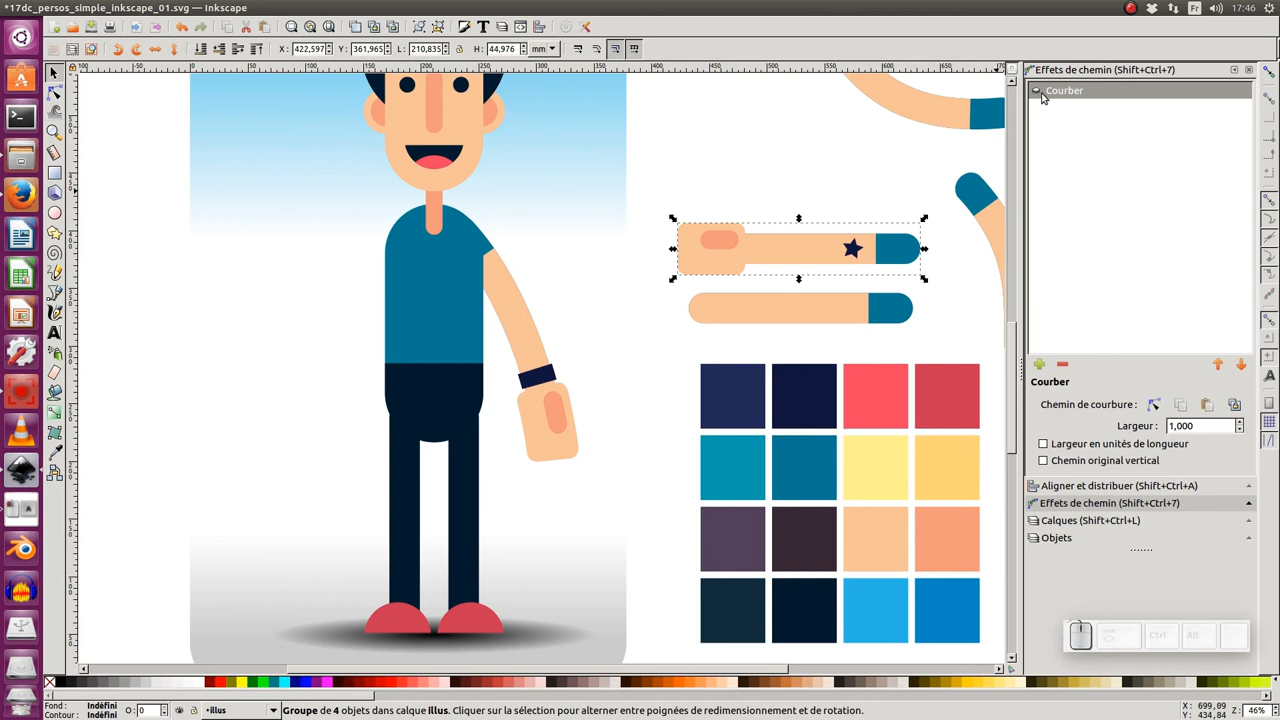 *17dc_persos_simple_Inkscape_01.svg - Inkscape
Fr 17:46
X: 422,597 Y: 361,965 L: 210,835 H: 44,976 mm
Effets de chemin (Shift+Ctrl+7)
Courber
Courber
Chemin de courbure :
Largeur : 1,000
Largeur en unités de longueur
Chemin original vertical
Aligner et distribuer (Shift+Ctrl+A)
Effets de chemin (Shift+Ctrl+7)
Calques (Shift+Ctrl+L)
Objets
Ctrl Alt
Fond : Indéfini
Contour : Indéfini
O: 0
•illus
Groupe de 4 objets dans calque illus. Cliquer sur la sélection pour alterner entre poignées de redimensionnement et de rotation.
X: 699,09
Y: 434,84
Z: 46%